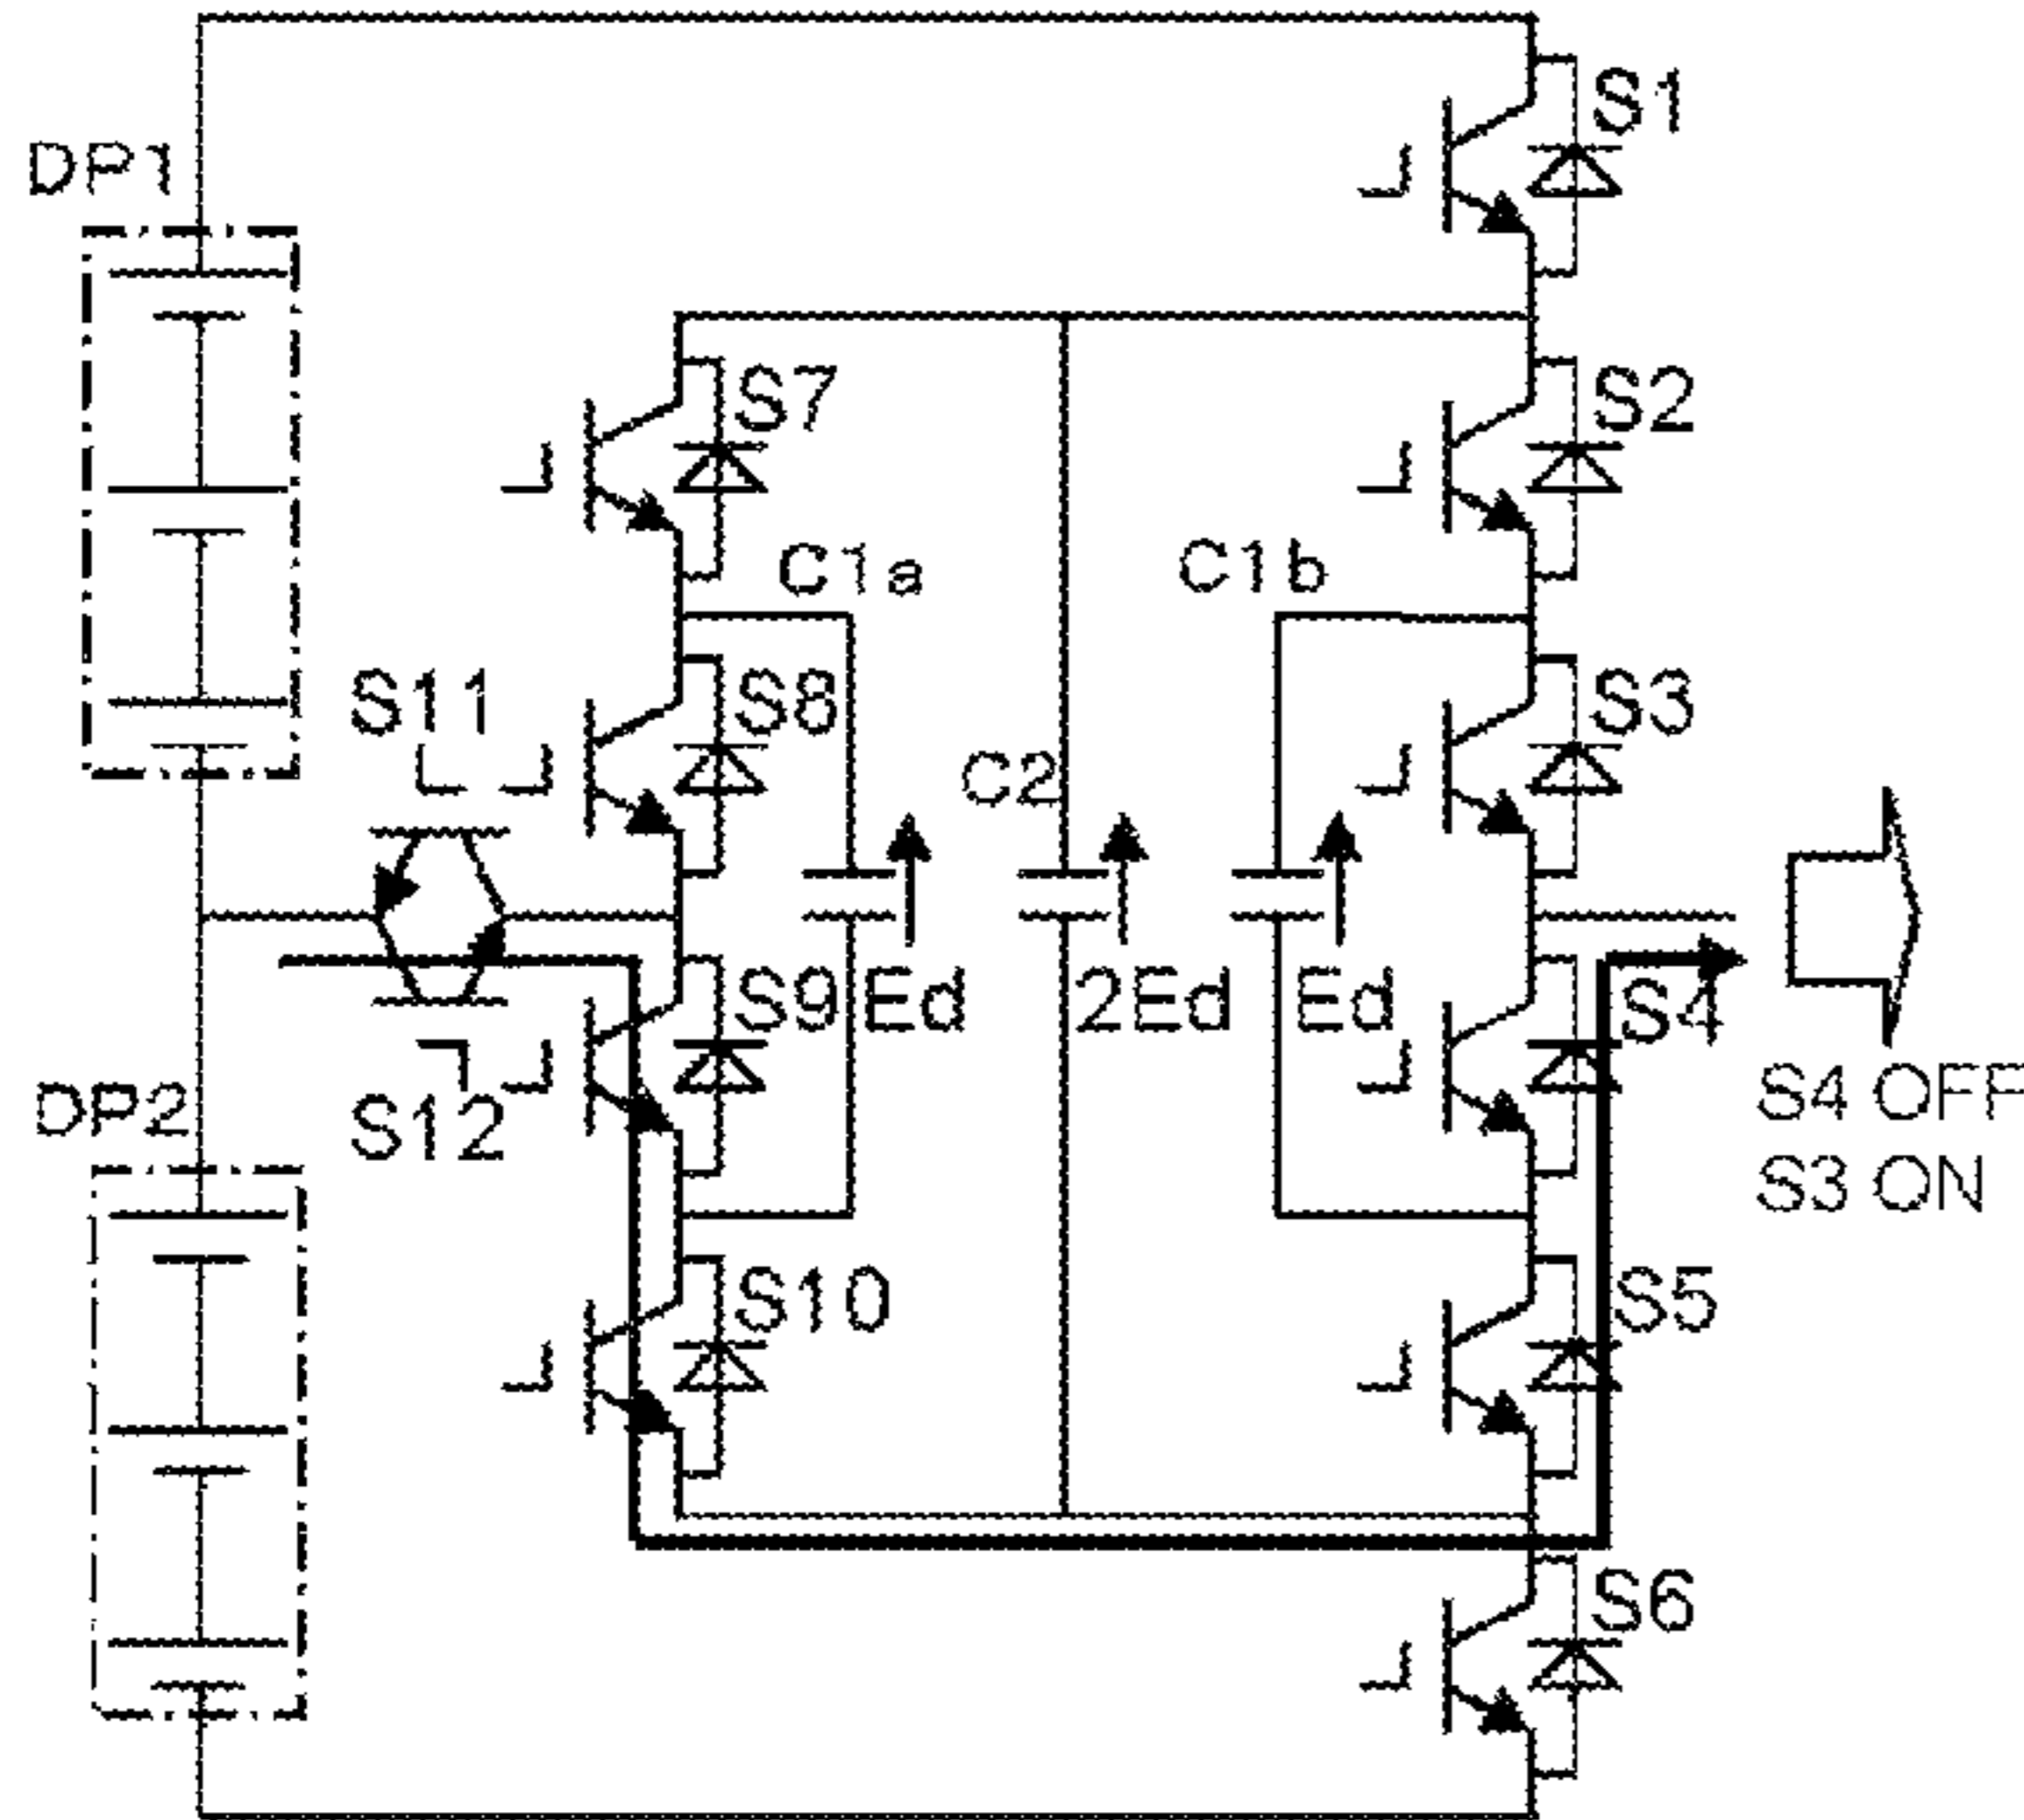 S1
DP1
S7
S2
C1a
C1b
S11
S8
S3
C2
S9
Ed
2Ed
Ed
S4
S4 OFF
DP2
S12
S3 ON
S10
S5
S6